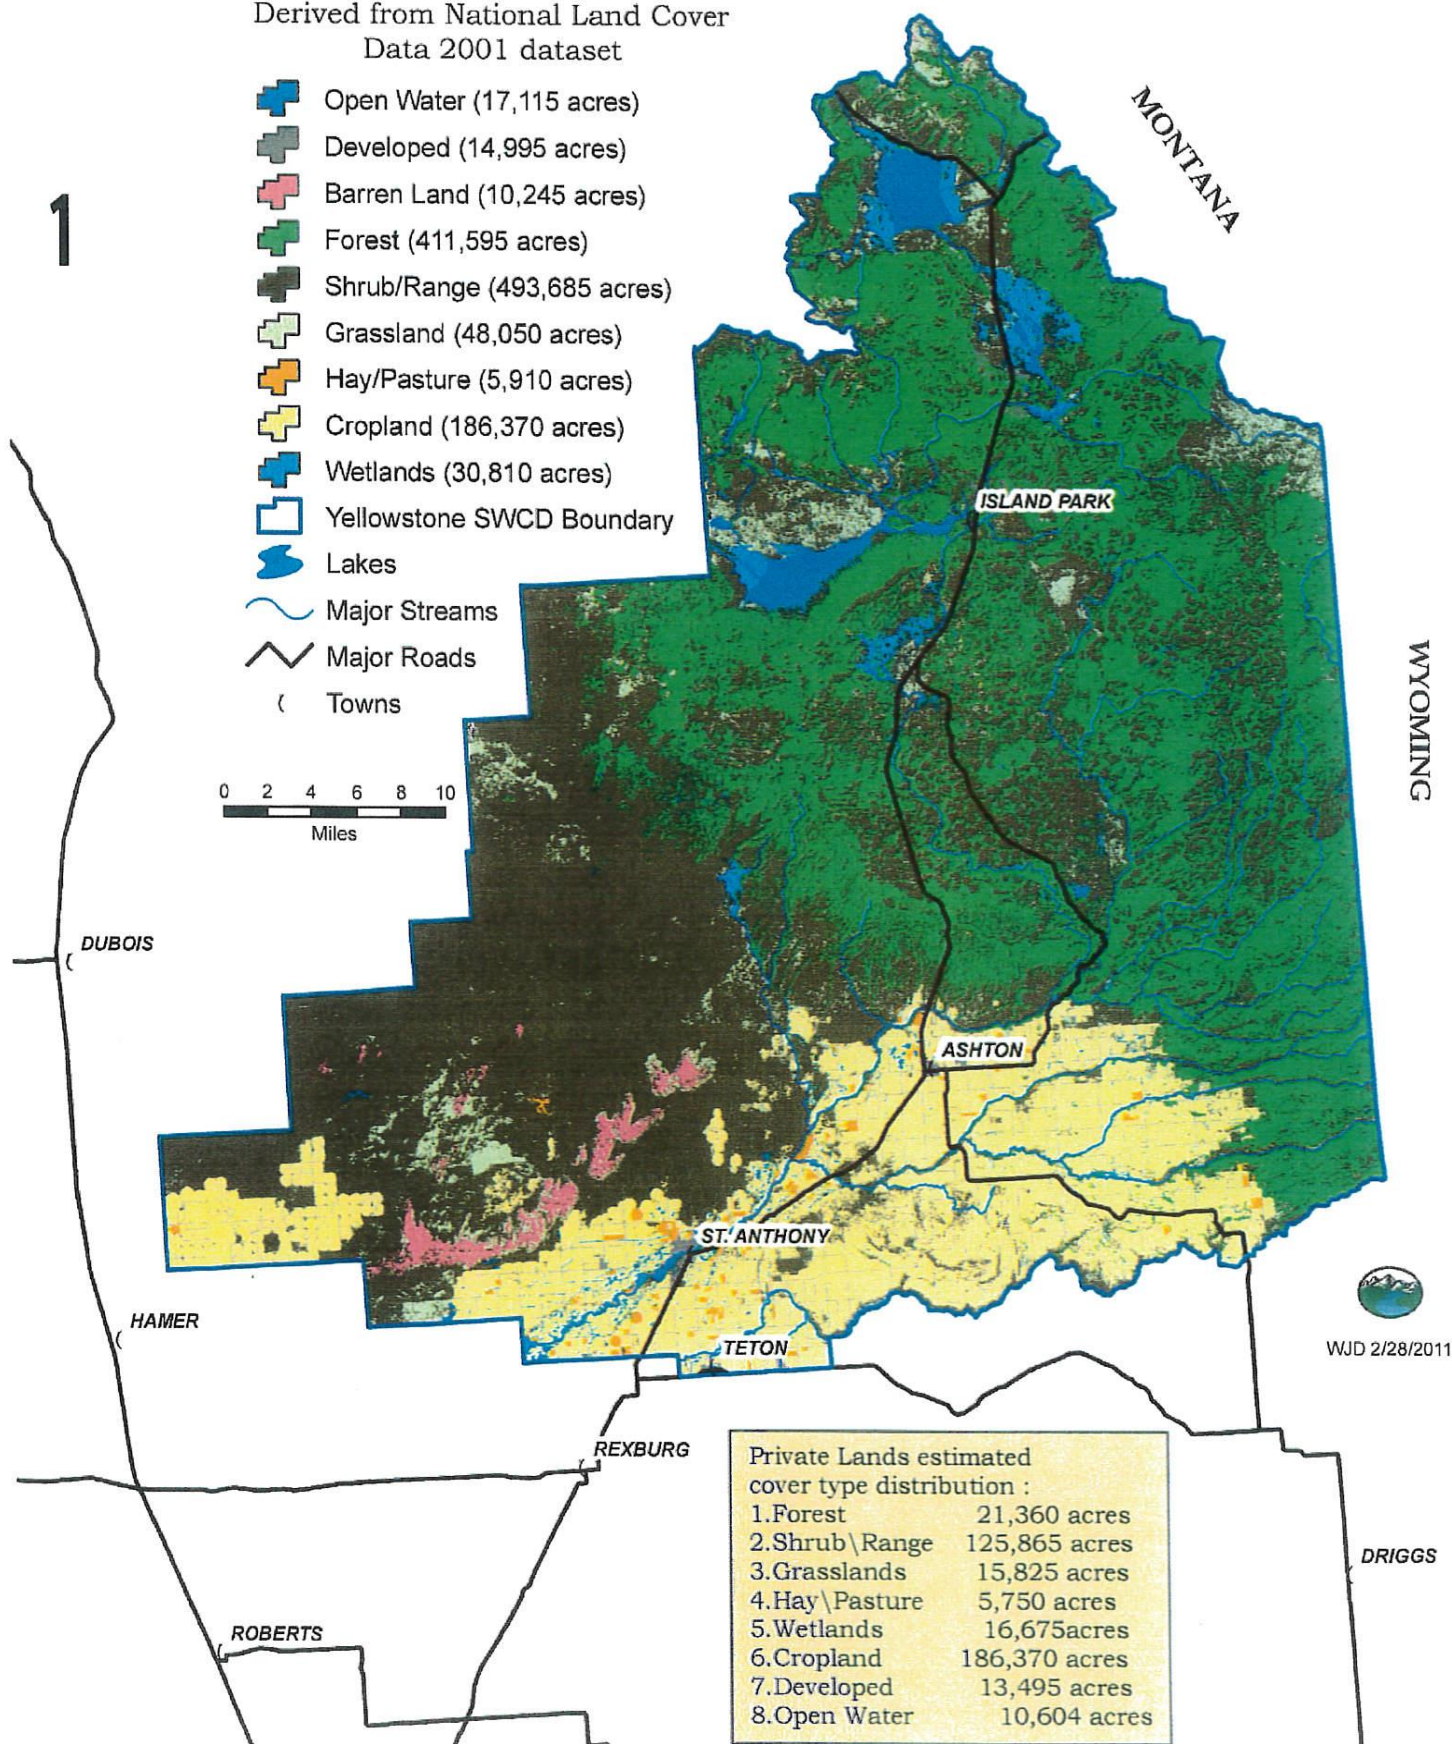 Derived from National Land Cover
Data 2001 dataset
Open Water (17,115 acres)
Developed (14,995 acres)
Barren Land (10,245 acres)
Forest (411,595 acres)
Shrub/Range (493,685 acres)
Grassland (48,050 acres)
Hay/Pasture (5,910 acres)
Cropland (186,370 acres)
Wetlands (30,810 acres)
Yellowstone SWCD Boundary
Lakes
Major Streams
Major Roads
Towns
1
0 2 4 6 8 10
Miles
MONTANA
WYOMING
ISLAND PARK
DUBOIS
ASHTON
ST. ANTHONY
HAMER
TETON
WJD 2/28/2011
REXBURG
DRIGGS
ROBERTS
Private Lands estimated
cover type distribution :
1.Forest 21,360 acres
2.Shrub\Range 125,865 acres
3.Grasslands 15,825 acres
4.Hay\Pasture 5,750 acres
5.Wetlands 16,675acres
6.Cropland 186,370 acres
7.Developed 13,495 acres
8.Open Water 10,604 acres